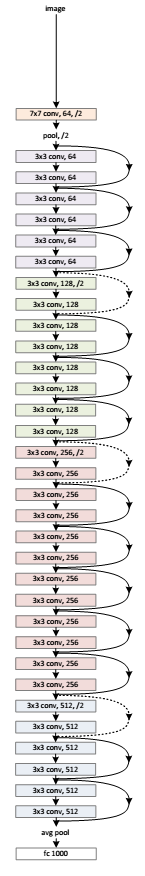 image
7x7 conv, 64, /2
pool, /2
3x3 conv, 64
3x3 conv, 64
3x3 conv, 64
3x3 conv, 64
3x3 conv, 64
3x3 conv, 64
3x3 conv, 128, /2
3x3 conv, 128
3x3 conv, 128
3x3 conv, 128
3x3 conv, 128
3x3 conv, 128
3x3 conv, 128
3x3 conv, 128
3x3 conv, 256, /2
3x3 conv, 256
3x3 conv, 256
3x3 conv, 256
3x3 conv, 256
3x3 conv, 256
3x3 conv, 256
3x3 conv, 256
3x3 conv, 256
3x3 conv, 256
3x3 conv, 256
3x3 conv, 256
3x3 conv, 512, /2
3x3 conv, 512
3x3 conv, 512
3x3 conv, 512
3x3 conv, 512
3x3 conv, 512
avg pool
fc 1000